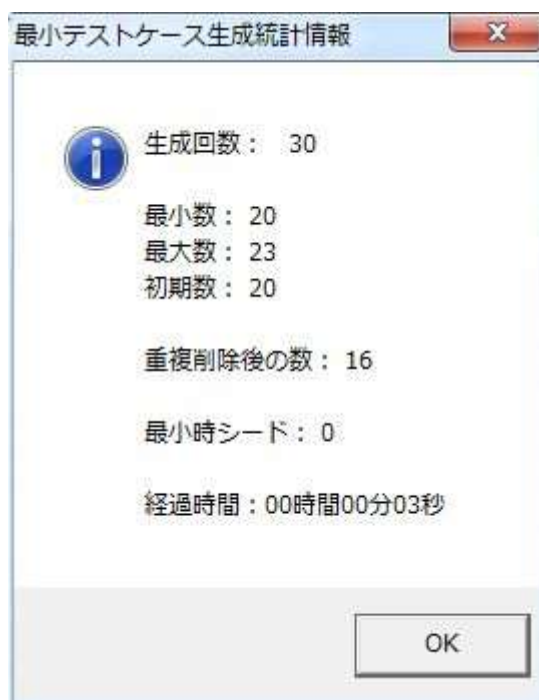 最小テストケース生成統計情報
生成回数： 30
最小数：20
最大数：23
初期数：20
重複削除後の数：16
最小時シード：0
経過時間：00時間00分03秒
OK